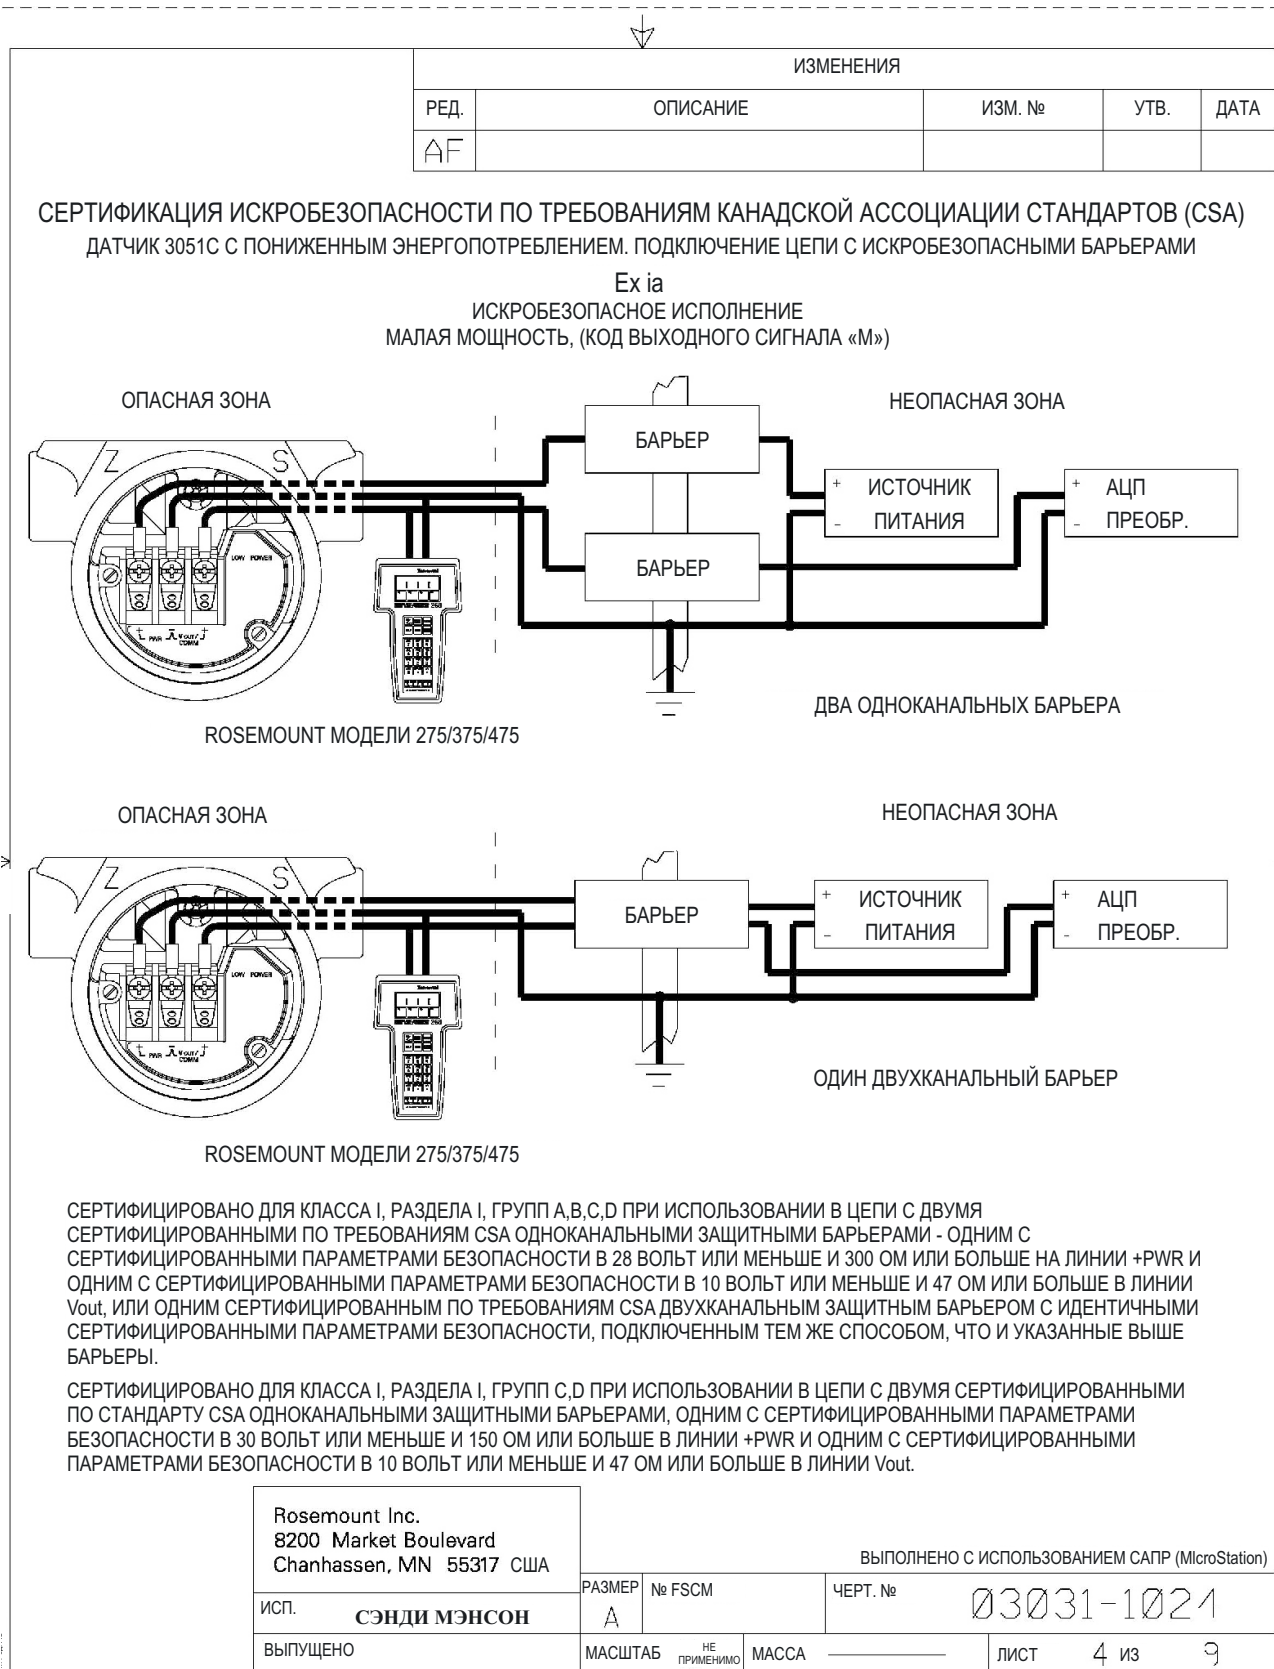 ИЗМЕНЕНИЯ
РЕД. ОПИСАНИЕ ИЗМ. № УТВ. ДАТА
AF
СЕРТИФИКАЦИЯ ИСКРОБЕЗОПАСНОСТИ ПО ТРЕБОВАНИЯМ КАНАДСКОЙ АССОЦИАЦИИ СТАНДАРТОВ (CSA)
ДАТЧИК 3051С С ПОНИЖЕННЫМ ЭНЕРГОПОТРЕБЛЕНИЕМ. ПОДКЛЮЧЕНИЕ ЦЕПИ С ИСКРОБЕЗОПАСНЫМИ БАРЬЕРАМИ
Ex ia
ИСКРОБЕЗОПАСНОЕ ИСПОЛНЕНИЕ
МАЛАЯ МОЩНОСТЬ, (КОД ВЫХОДНОГО СИГНАЛА «М»)
ОПАСНАЯ ЗОНА
НЕОПАСНАЯ ЗОНА
БАРЬЕР
Z S
+ ИСТОЧНИК
- ПИТАНИЯ
+ АЦП
- ПРЕОБР.
LOW POWER
БАРЬЕР
+ PWR - VOUT/ +
COMM
ДВА ОДНОКАНАЛЬНЫХ БАРЬЕРА
ROSEMOUNT МОДЕЛИ 275/375/475
ОПАСНАЯ ЗОНА
НЕОПАСНАЯ ЗОНА
Z S
БАРЬЕР
+ ИСТОЧНИК
- ПИТАНИЯ
+ АЦП
- ПРЕОБР.
LOW POWER
+ PWR - VOUT/ +
COMM
ОДИН ДВУХКАНАЛЬНЫЙ БАРЬЕР
ROSEMOUNT МОДЕЛИ 275/375/475
СЕРТИФИЦИРОВАНО ДЛЯ КЛАССА I, РАЗДЕЛА I, ГРУПП A,B,C,D ПРИ ИСПОЛЬЗОВАНИИ В ЦЕПИ С ДВУМЯ
СЕРТИФИЦИРОВАННЫМИ ПО ТРЕБОВАНИЯМ CSA ОДНОКАНАЛЬНЫМИ ЗАЩИТНЫМИ БАРЬЕРАМИ - ОДНИМ С
СЕРТИФИЦИРОВАННЫМИ ПАРАМЕТРАМИ БЕЗОПАСНОСТИ В 28 ВОЛЬТ ИЛИ МЕНЬШЕ И 300 ОМ ИЛИ БОЛЬШЕ НА ЛИНИИ +PWR И
ОДНИМ С СЕРТИФИЦИРОВАННЫМИ ПАРАМЕТРАМИ БЕЗОПАСНОСТИ В 10 ВОЛЬТ ИЛИ МЕНЬШЕ И 47 ОМ ИЛИ БОЛЬШЕ В ЛИНИИ
Vout, ИЛИ ОДНИМ СЕРТИФИЦИРОВАННЫМ ПО ТРЕБОВАНИЯМ CSA ДВУХКАНАЛЬНЫМ ЗАЩИТНЫМ БАРЬЕРОМ С ИДЕНТИЧНЫМИ
СЕРТИФИЦИРОВАННЫМИ ПАРАМЕТРАМИ БЕЗОПАСНОСТИ, ПОДКЛЮЧЕННЫМ ТЕМ ЖЕ СПОСОБОМ, ЧТО И УКАЗАННЫЕ ВЫШЕ
БАРЬЕРЫ.
СЕРТИФИЦИРОВАНО ДЛЯ КЛАССА I, РАЗДЕЛА I, ГРУПП C,D ПРИ ИСПОЛЬЗОВАНИИ В ЦЕПИ С ДВУМЯ СЕРТИФИЦИРОВАННЫМИ
ПО СТАНДАРТУ CSA ОДНОКАНАЛЬНЫМИ ЗАЩИТНЫМИ БАРЬЕРАМИ, ОДНИМ С СЕРТИФИЦИРОВАННЫМИ ПАРАМЕТРАМИ
БЕЗОПАСНОСТИ В 30 ВОЛЬТ ИЛИ МЕНЬШЕ И 150 ОМ ИЛИ БОЛЬШЕ В ЛИНИИ +PWR И ОДНИМ С СЕРТИФИЦИРОВАННЫМИ
ПАРАМЕТРАМИ БЕЗОПАСНОСТИ В 10 ВОЛЬТ ИЛИ МЕНЬШЕ И 47 ОМ ИЛИ БОЛЬШЕ В ЛИНИИ Vout.
Rosemount Inc.
8200 Market Boulevard
Chanhassen, MN 55317 США
ВЫПОЛНЕНО С ИСПОЛЬЗОВАНИЕМ САПР (MicroStation)
ИСП. СЭНДИ МЭНСОН
РАЗМЕР A
№ FSCM
ЧЕРТ. № 03031-1024
ВЫПУЩЕНО
МАСШТАБ НЕ ПРИМЕНИМО
МАССА
ЛИСТ 4 ИЗ 9